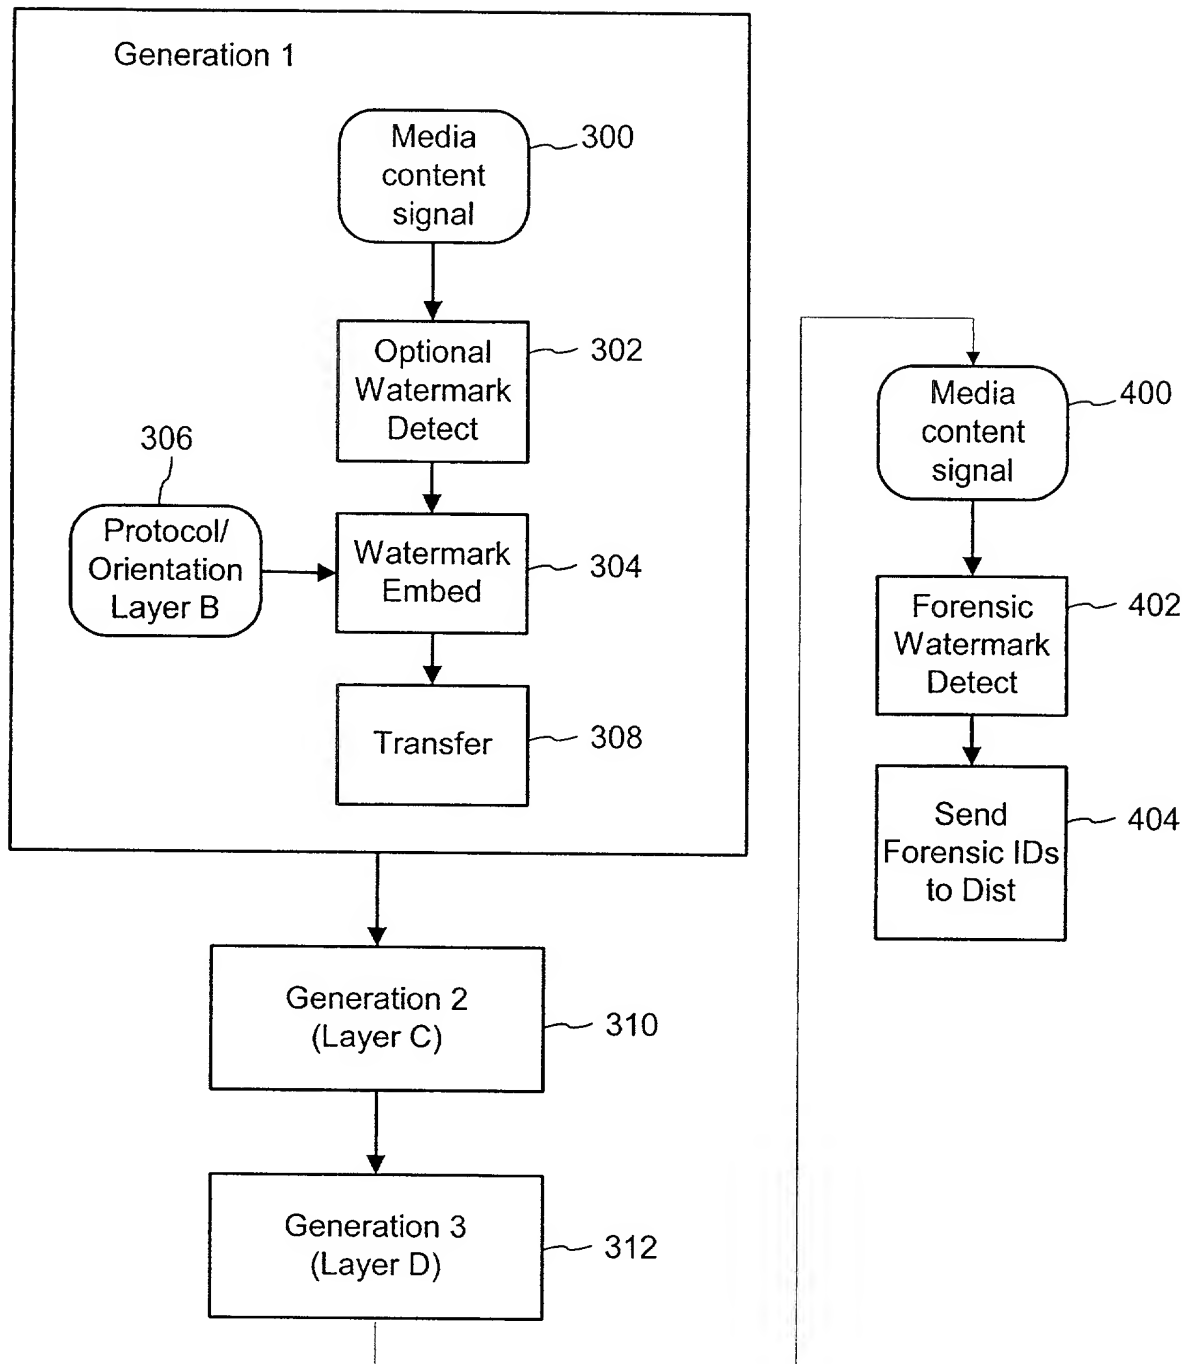 Generation 1
Media
content
signal
300
Optional
Watermark
Detect
302
306
Protocol/
Orientation
Layer B
Watermark
Embed
304
Transfer
308
Generation 2
(Layer C)
310
Generation 3
(Layer D)
312
Media
content
signal
400
Forensic
Watermark
Detect
402
Send
Forensic IDs
to Dist
404